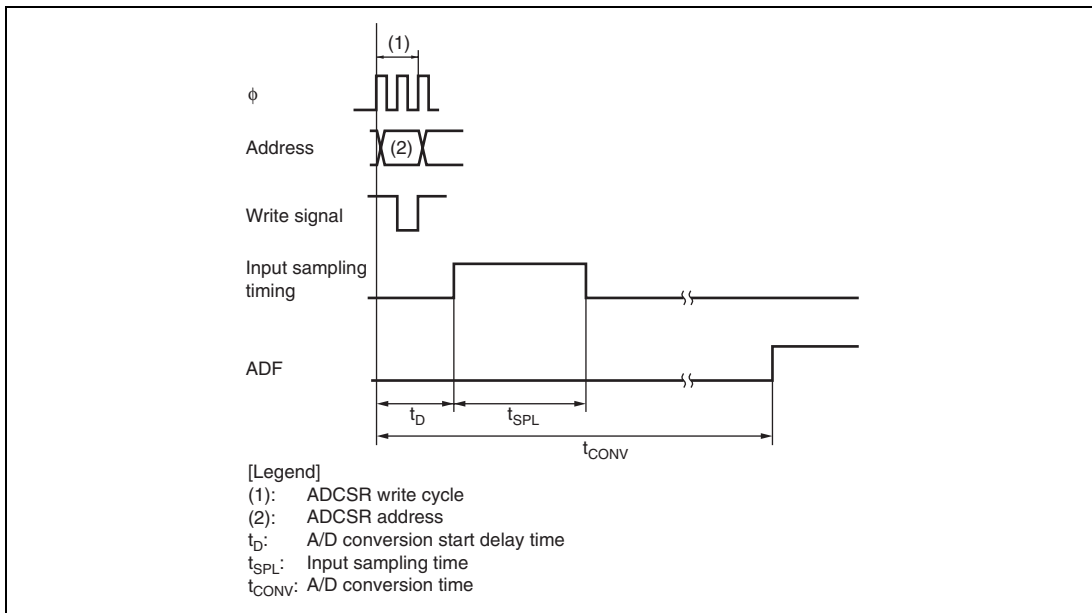 (1)
ϕ
Address
(2)
Write signal
Input sampling
timing
ADF
tD
tSPL
tCONV
[Legend]
(1): ADCSR write cycle
(2): ADCSR address
tD: A/D conversion start delay time
tSPL: Input sampling time
tCONV: A/D conversion time